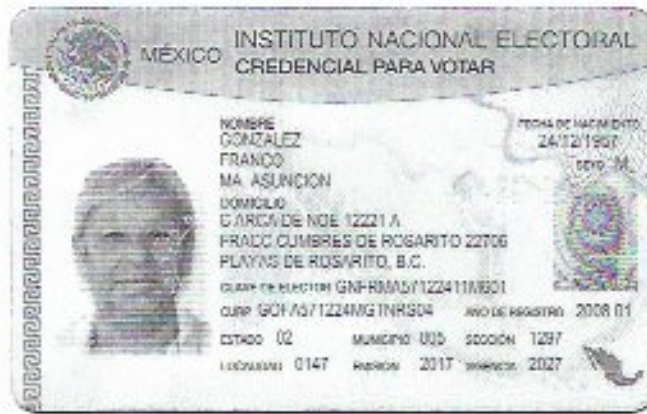 MÉXICO INSTITUTO NACIONAL ELECTORAL
CREDENCIAL PARA VOTAR
NOMBRE FECHA DE NACIMIENTO
GONZALEZ 24/12/1957
FRANCO SEXO M
MA. ASUNCION
DOMICILIO
C ARCA DE NOE 12221 A
FRACC CUMBRES DE ROSARITO 22706
PLAYAS DE ROSARITO, B.C.
CLAVE DE ELECTOR
CURP GOFA571224MGTNRS04 AÑO DE REGISTRO 2008 01
ESTADO 02 MUNICIPIO 005 SECCIÓN 1297
LOCALIDAD 0147 EMISIÓN 2017 VIGENCIA 2027